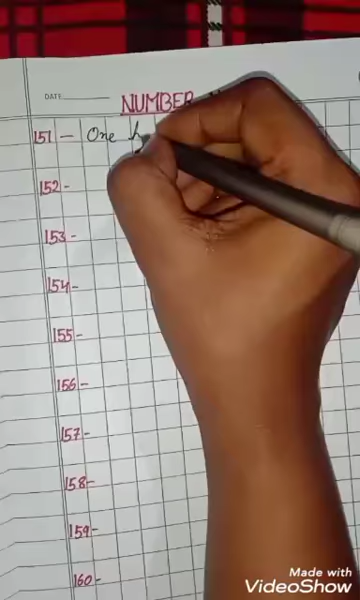 DATE
NUMBER
151 - One h
152-
153-
154-
155-
156-
157-
158-
159-
160-
Made with
VideoShow